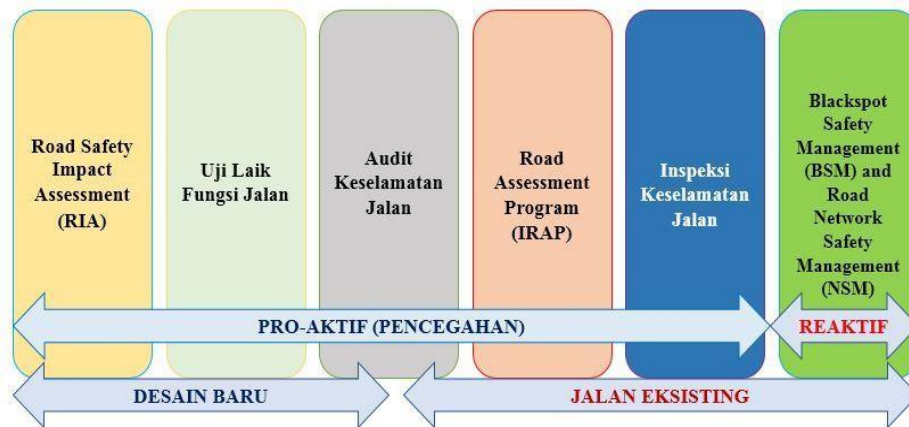 Road Safety
Impact
Assessment
(RIA)
Uji Laik
Fungsi Jalan
Audit
Keselamatan
Jalan
Road
Assessment
Program
(IRAP)
Inspeksi
Keselamatan
Jalan
Blackspot
Safety
Management
(BSM) and
Road
Network
Safety
Management
(NSM)
PRO-AKTIF (PENCEGAHAN)
REAKTIF
DESAIN BARU
JALAN EKSISTING